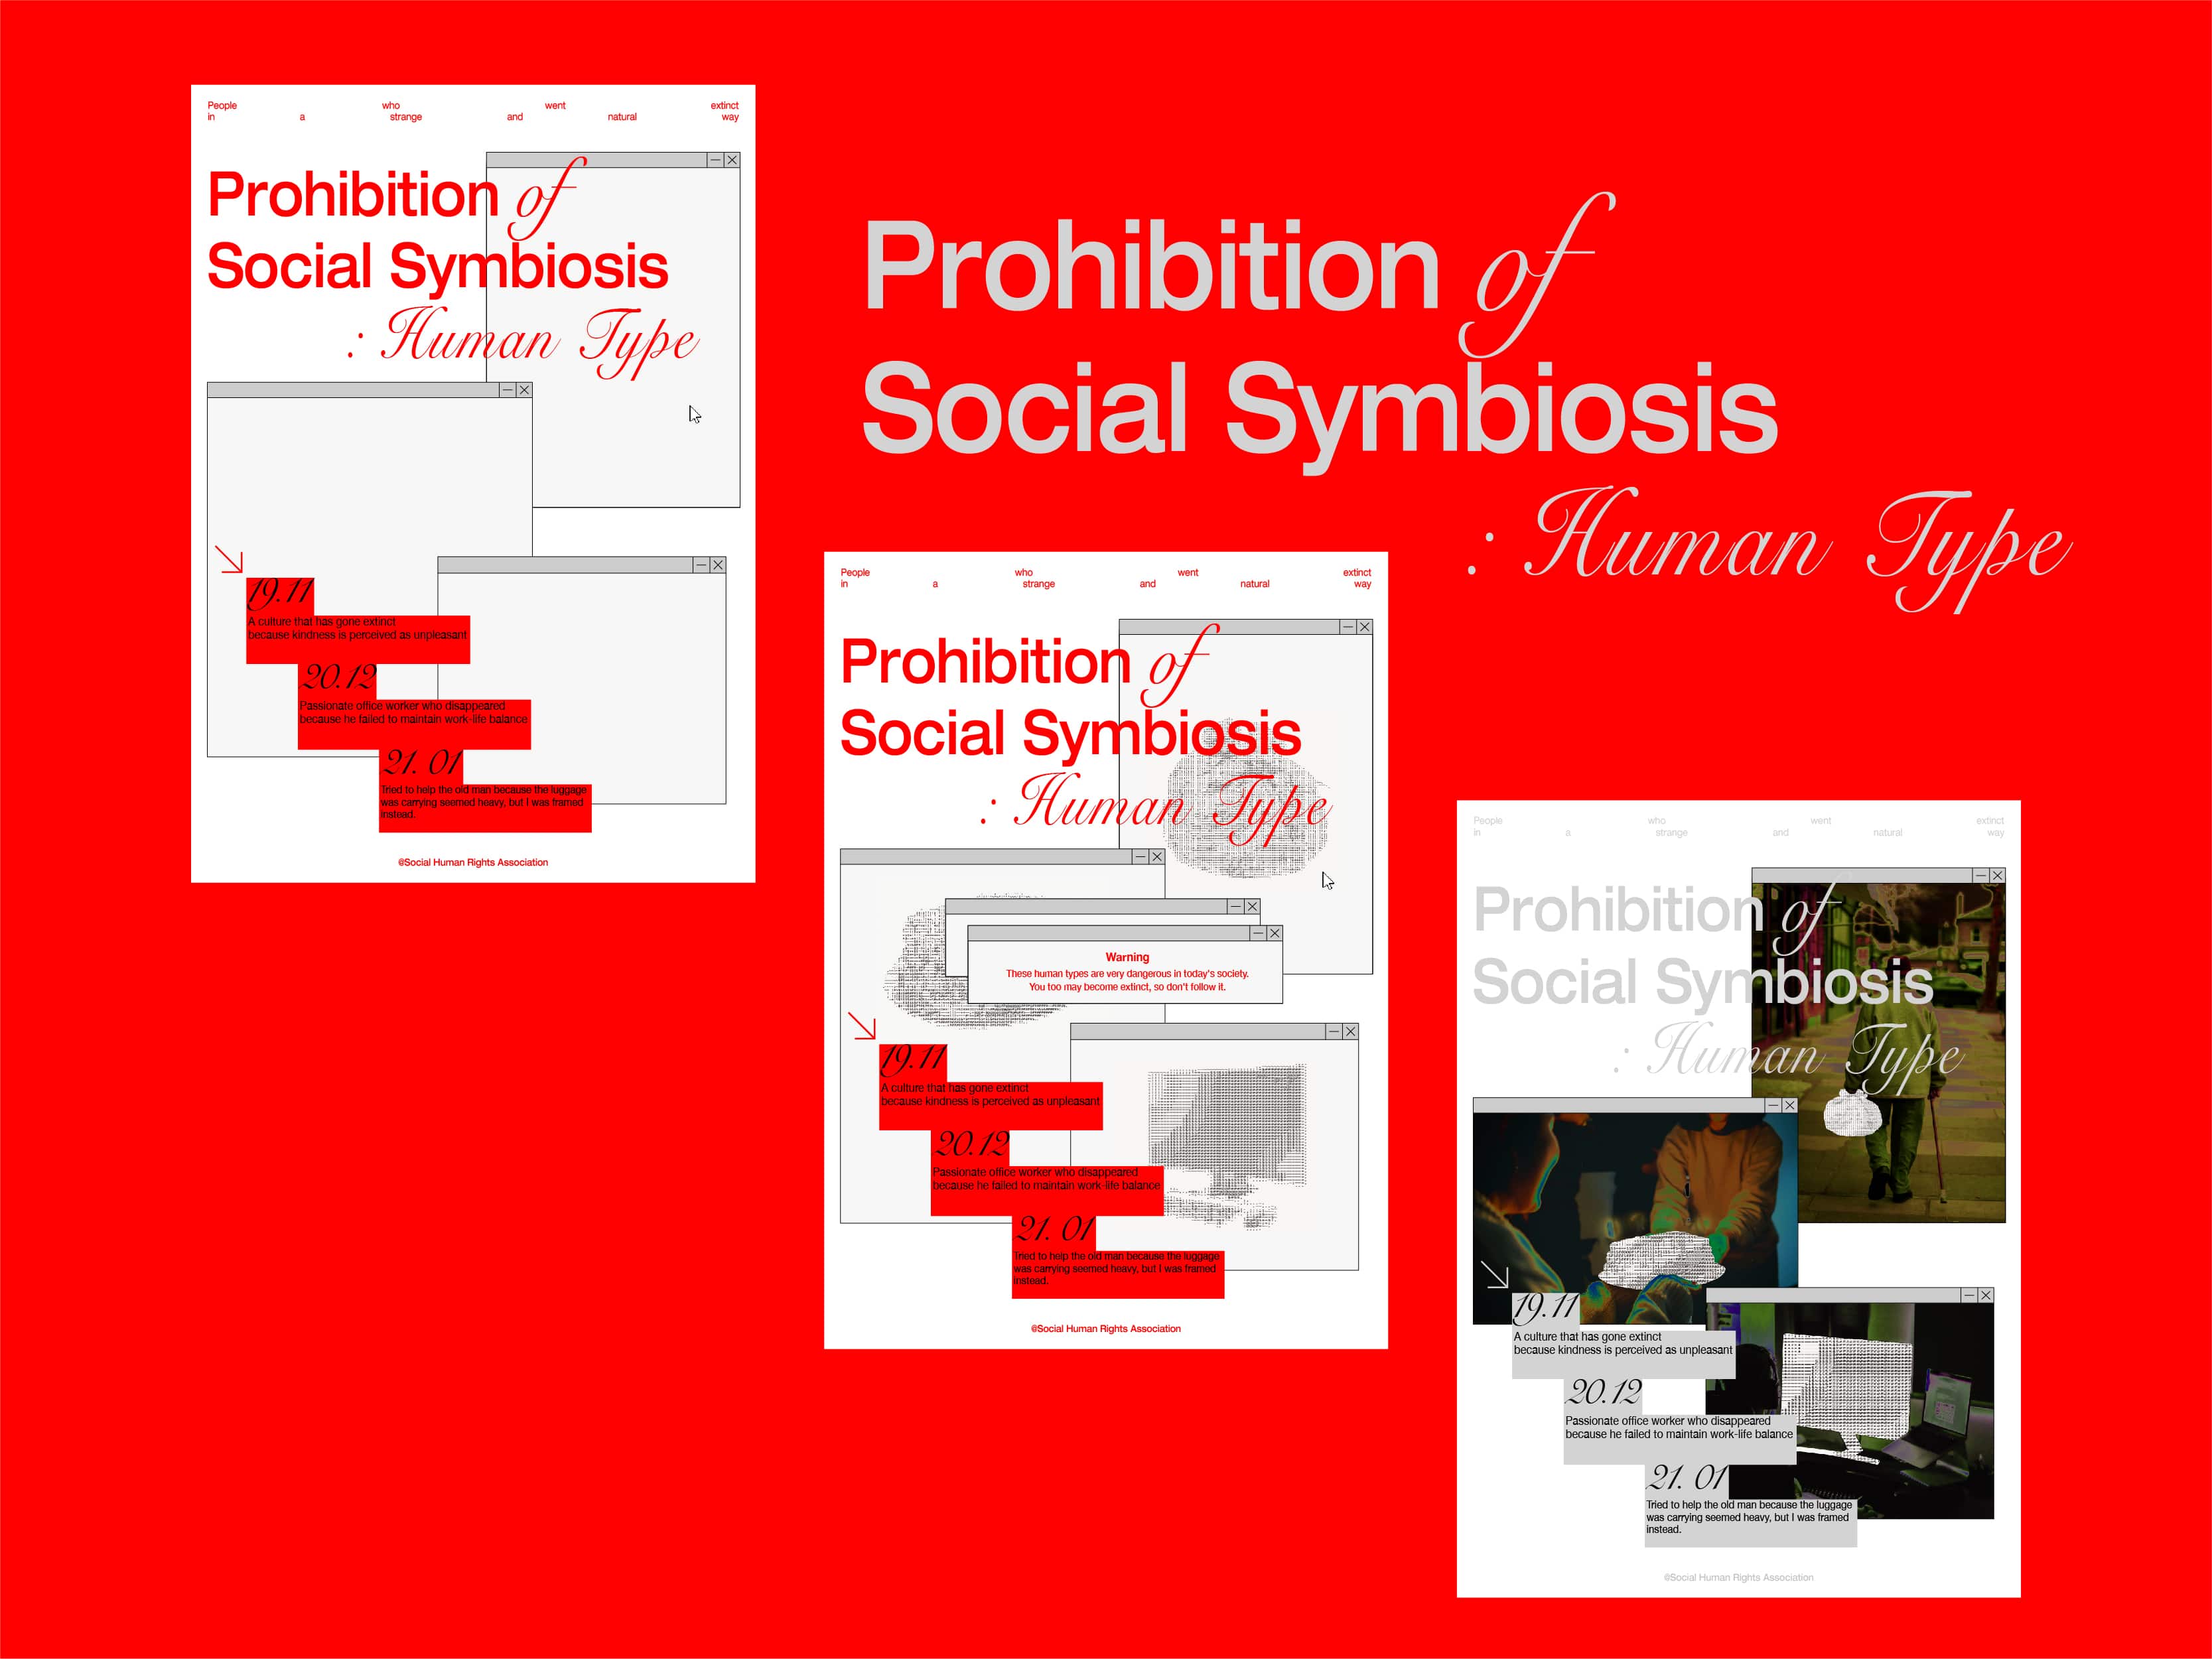 People who went extinct
in a strange and natural way
Prohibition of
Social Symbiosis
: Human Type
19.11
A culture that has gone extinct
because kindness is perceived as unpleasant
20.12
Passionate office worker who disappeared
because he failed to maintain work-life balance
21. 01
Tried to help the old man because the luggage
was carrying seemed heavy, but I was framed
instead.
@Social Human Rights Association
Prohibition of
Social Symbiosis
: Human Type
People who went extinct
in a strange and natural way
Prohibition of
Social Symbiosis
: Human Type
Warning
These human types are very dangerous in today's society.
You too may become extinct, so don't follow it.
19.11
A culture that has gone extinct
because kindness is perceived as unpleasant
20.12
Passionate office worker who disappeared
because he failed to maintain work-life balance
21. 01
Tried to help the old man because the luggage
was carrying seemed heavy, but I was framed
instead.
@Social Human Rights Association
People who went extinct
in a strange and natural way
Prohibition of
Social Symbiosis
: Human Type
19.11
A culture that has gone extinct
because kindness is perceived as unpleasant
20.12
Passionate office worker who disappeared
because he failed to maintain work-life balance
21. 01
Tried to help the old man because the luggage
was carrying seemed heavy, but I was framed
instead.
@Social Human Rights Association